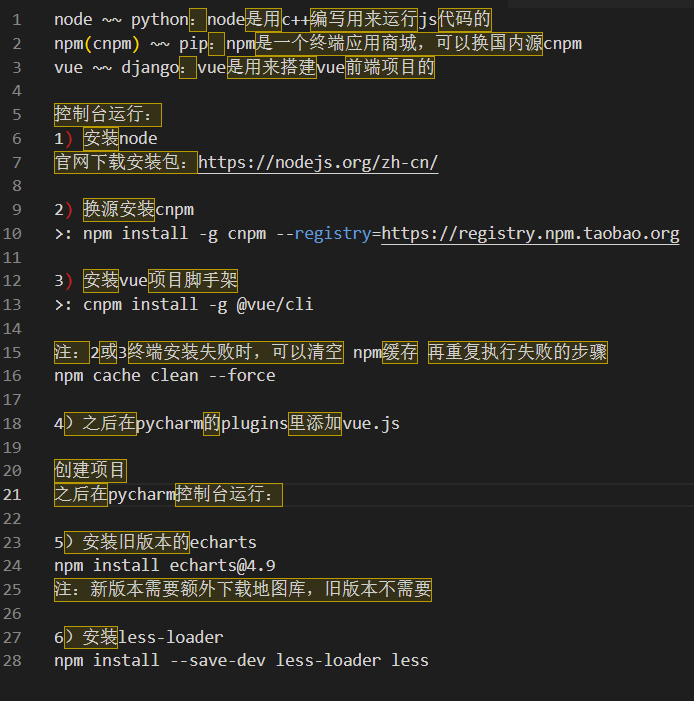 1 node ~~ python：node是用c++编写用来运行js代码的
2 npm(cnpm) ~~ pip：npm是一个终端应用商城，可以换国内源cnpm
3 vue ~~ django：vue是用来搭建vue前端项目的
4
5 控制台运行：
6 1）安装node
7 官网下载安装包：https://nodejs.org/zh-cn/
8
9 2）换源安装cnpm
10 >: npm install -g cnpm --registry=https://registry.npm.taobao.org
11
12 3）安装vue项目脚手架
13 >: cnpm install -g @vue/cli
14
15 注：2或3终端安装失败时，可以清空 npm缓存 再重复执行失败的步骤
16 npm cache clean --force
17
18 4）之后在pycharm的plugins里添加vue.js
19
20 创建项目
21 之后在pycharm控制台运行：
22
23 5）安装旧版本的echarts
24 npm install echarts@4.9
25 注：新版本需要额外下载地图库，旧版本不需要
26
27 6）安装less-loader
28 npm install --save-dev less-loader less